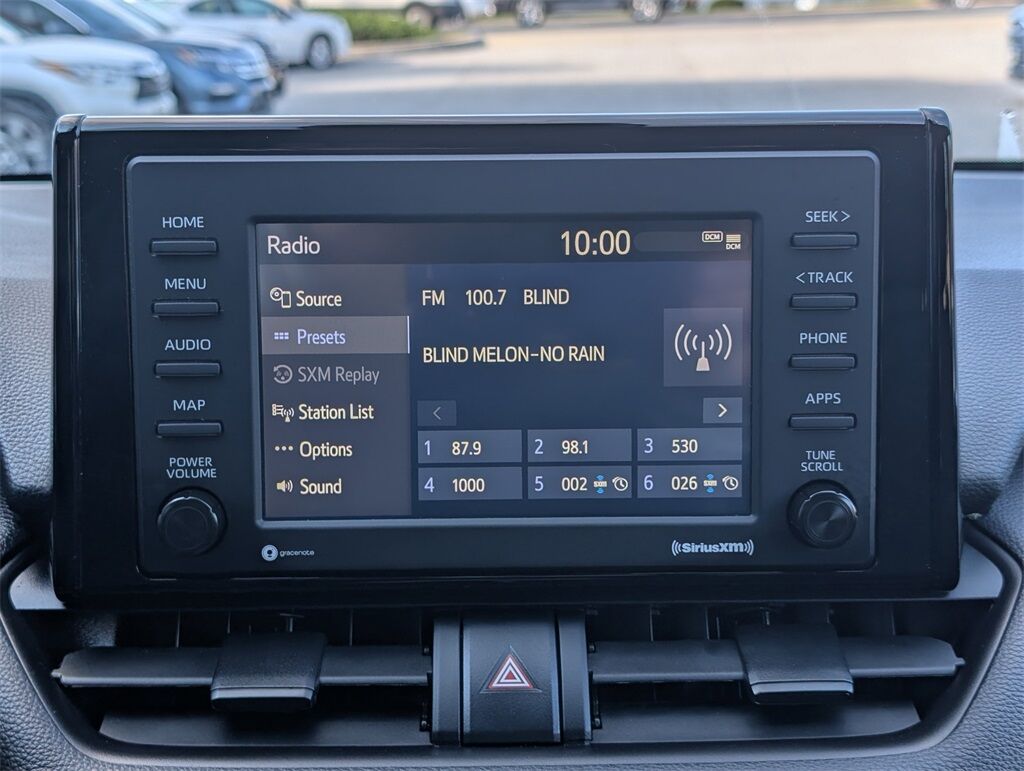 HOME
MENU
AUDIO
MAP
POWER
VOLUME
Radio 10:00 DCM DCM
Source
Presets
SXM Replay
Station List
Options
Sound
FM 100.7 BLIND
BLIND MELON-NO RAIN
< >
1 87.9 2 98.1 3 530
4 1000 5 002 SXM 6 026 SXM
gracenote
((SiriusXM))
SEEK >
< TRACK
PHONE
APPS
TUNE
SCROLL